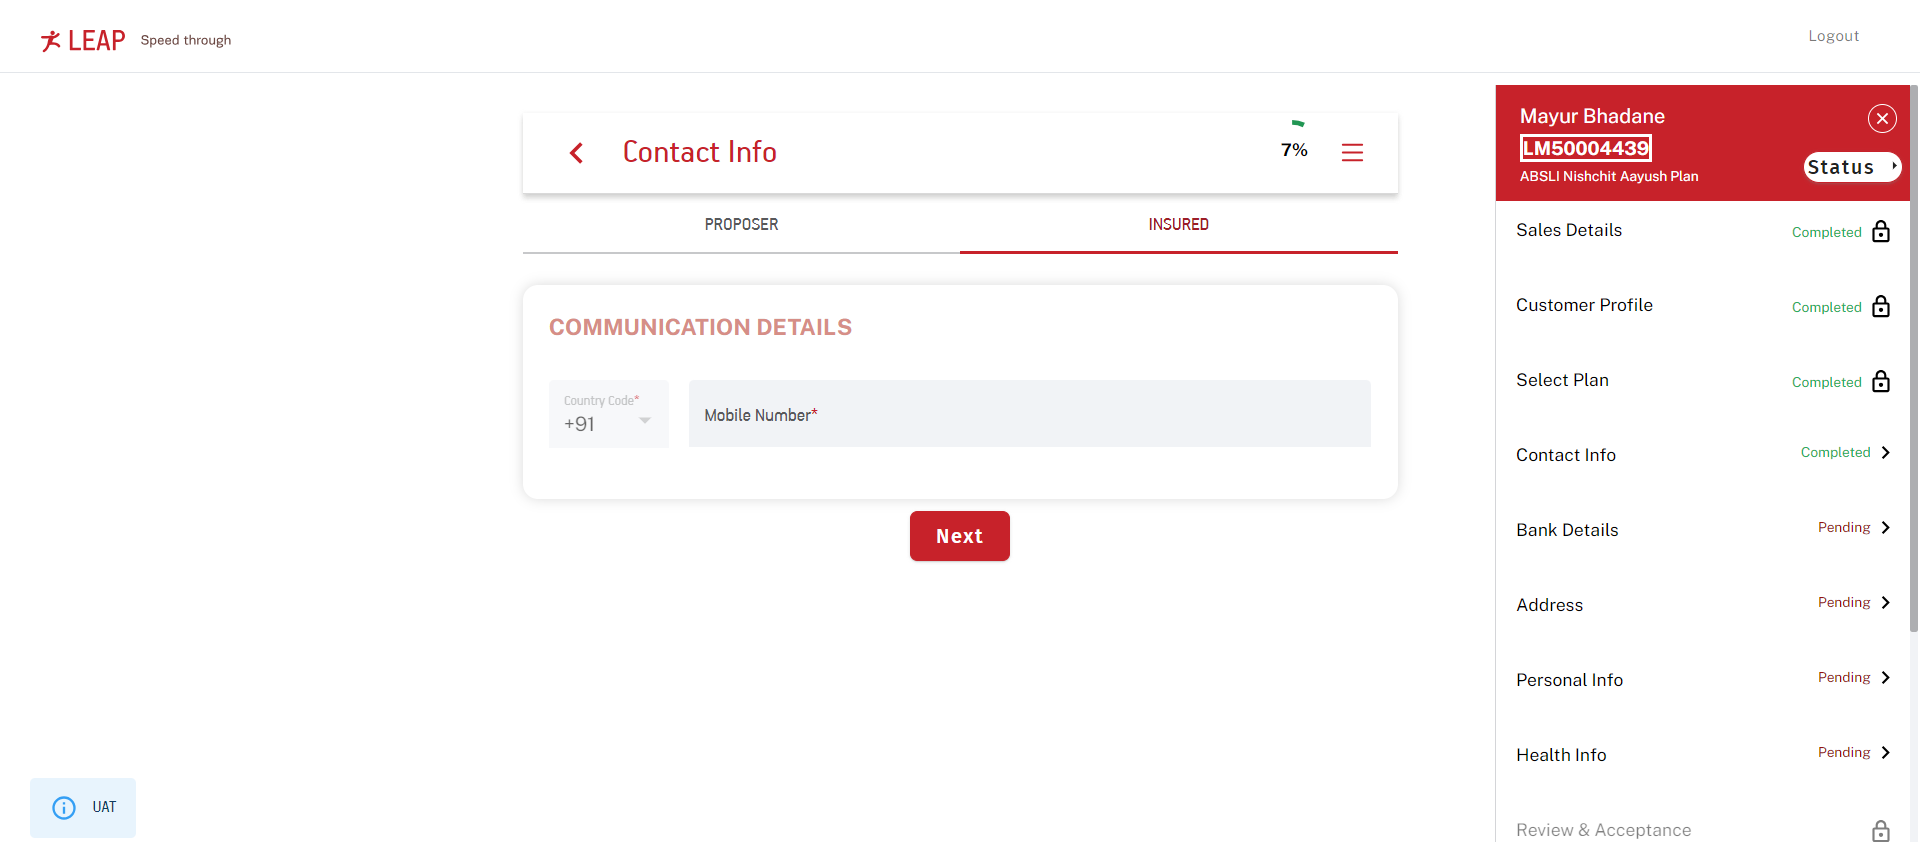 LEAP Speed through
Logout
Contact Info
7%
PROPOSER
INSURED
COMMUNICATION DETAILS
Country Code*
+91
Mobile Number*
Next
UAT
Mayur Bhadane
LM50004439
ABSLI Nishchit Aayush Plan
Status
Sales Details Completed
Customer Profile Completed
Select Plan Completed
Contact Info Completed
Bank Details Pending
Address Pending
Personal Info Pending
Health Info Pending
Review & Acceptance